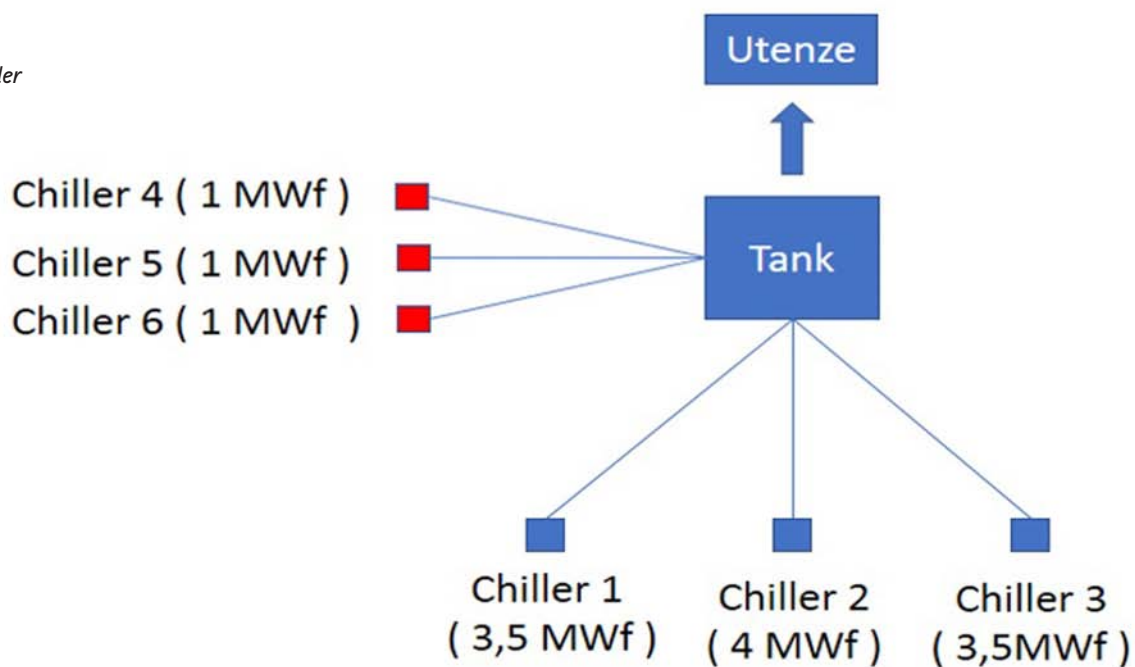 Utenze
Chiller 4 ( 1 MWf )
Chiller 5 ( 1 MWf )
Chiller 6 ( 1 MWf )
Tank
Chiller 1
( 3,5 MWf )
Chiller 2
( 4 MWf )
Chiller 3
( 3,5MWf )